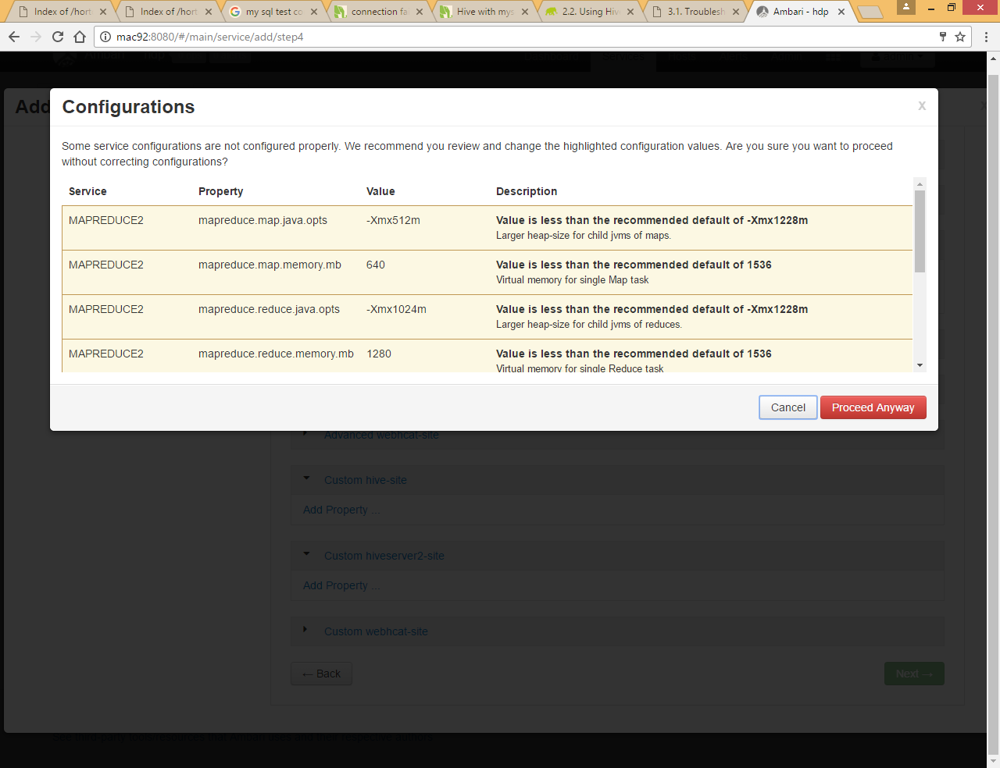 Index of /hort
Index of /hort
my sql test co
connection fai
Hive with mys
2.2. Using Hiv
3.1. Troublesh
Ambari - hdp
mac92:8080/#/main/service/add/step4
Add
Configurations
x
Some service configurations are not configured properly. We recommend you review and change the highlighted configuration values. Are you sure you want to proceed
without correcting configurations?
Service Property Value Description
MAPREDUCE2 mapreduce.map.java.opts -Xmx512m Value is less than the recommended default of -Xmx1228m
Larger heap-size for child jvms of maps.
MAPREDUCE2 mapreduce.map.memory.mb 640 Value is less than the recommended default of 1536
Virtual memory for single Map task
MAPREDUCE2 mapreduce.reduce.java.opts -Xmx1024m Value is less than the recommended default of -Xmx1228m
Larger heap-size for child jvms of reduces.
MAPREDUCE2 mapreduce.reduce.memory.mb 1280 Value is less than the recommended default of 1536
Virtual memory for single Reduce task
Cancel Proceed Anyway
Advanced webhcat-site
Custom hive-site
Add Property ...
Custom hiveserver2-site
Add Property ...
Custom webhcat-site
← Back Next →